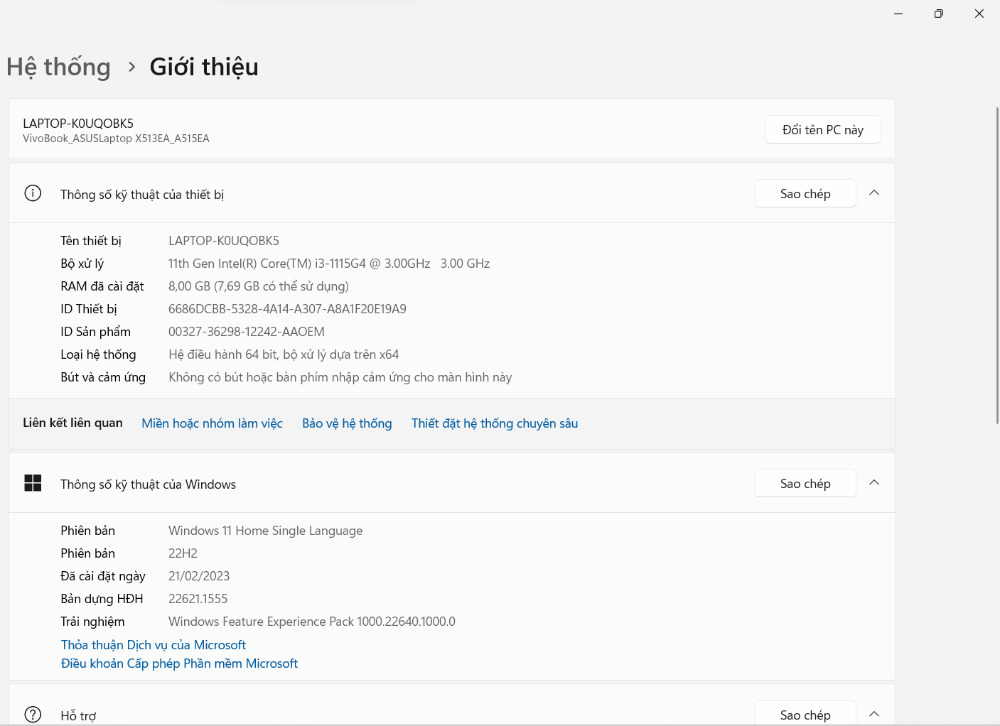 Hệ thống > Giới thiệu
LAPTOP-K0UQOBK5
VivoBook_ASUSLaptop X513EA_A515EA
Đổi tên PC này
Thông số kỹ thuật của thiết bị
Sao chép
Tên thiết bị LAPTOP-K0UQOBK5
Bộ xử lý 11th Gen Intel(R) Core(TM) i3-1115G4 @ 3.00GHz 3.00 GHz
RAM đã cài đặt 8,00 GB (7,69 GB có thể sử dụng)
ID Thiết bị 6686DCBB-5328-4A14-A307-A8A1F20E19A9
ID Sản phẩm 00327-36298-12242-AAOEM
Loại hệ thống Hệ điều hành 64 bit, bộ xử lý dựa trên x64
Bút và cảm ứng Không có bút hoặc bàn phím nhập cảm ứng cho màn hình này
Liên kết liên quan Miền hoặc nhóm làm việc Bảo vệ hệ thống Thiết đặt hệ thống chuyên sâu
Thông số kỹ thuật của Windows
Sao chép
Phiên bản Windows 11 Home Single Language
Phiên bản 22H2
Đã cài đặt ngày 21/02/2023
Bản dựng HĐH 22621.1555
Trải nghiệm Windows Feature Experience Pack 1000.22640.1000.0
Thỏa thuận Dịch vụ của Microsoft
Điều khoản Cấp phép Phần mềm Microsoft
Hỗ trợ
Sao chép